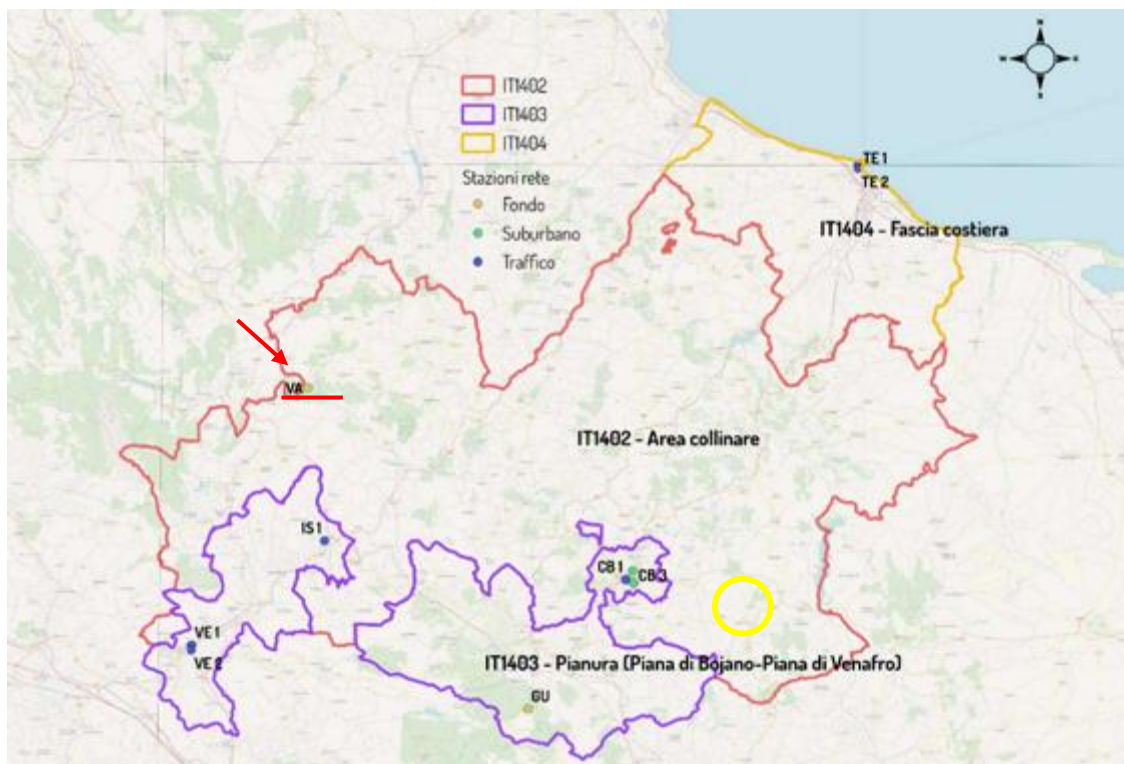 IT1402
IT1403
IT1404
Stazioni rete
Fondo
Suburbano
Traffico
TE 1
TE 2
IT1404 - Fascia costiera
VA
IT1402 - Area collinare
IS 1
CB 1
CB 3
VE 1
VE 2
IT1403 - Pianura (Piana di Bojano-Piana di Venafro)
GU